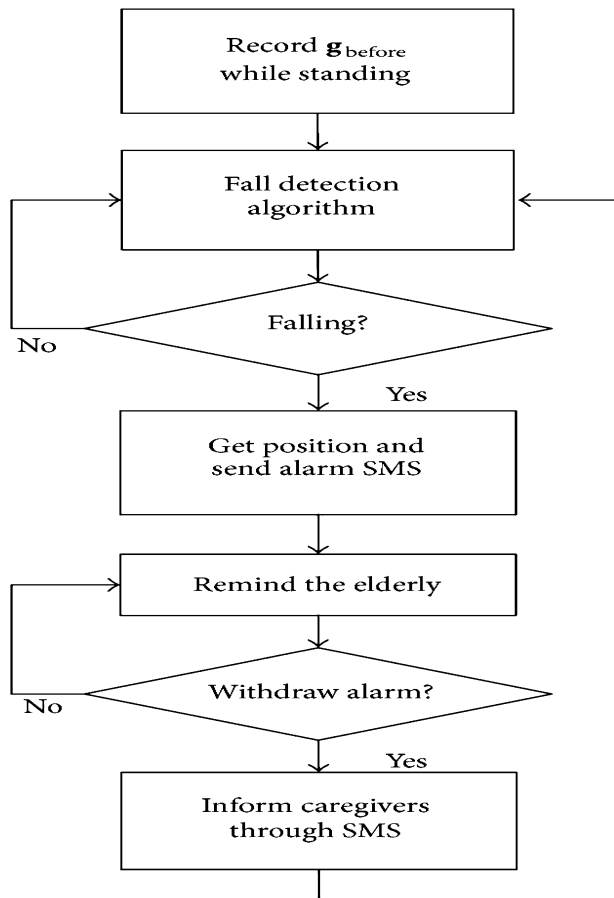 Record g before
while standing
Fall detection
algorithm
Falling?
No
Yes
Get position and
send alarm SMS
Remind the elderly
Withdraw alarm?
No
Yes
Inform caregivers
through SMS